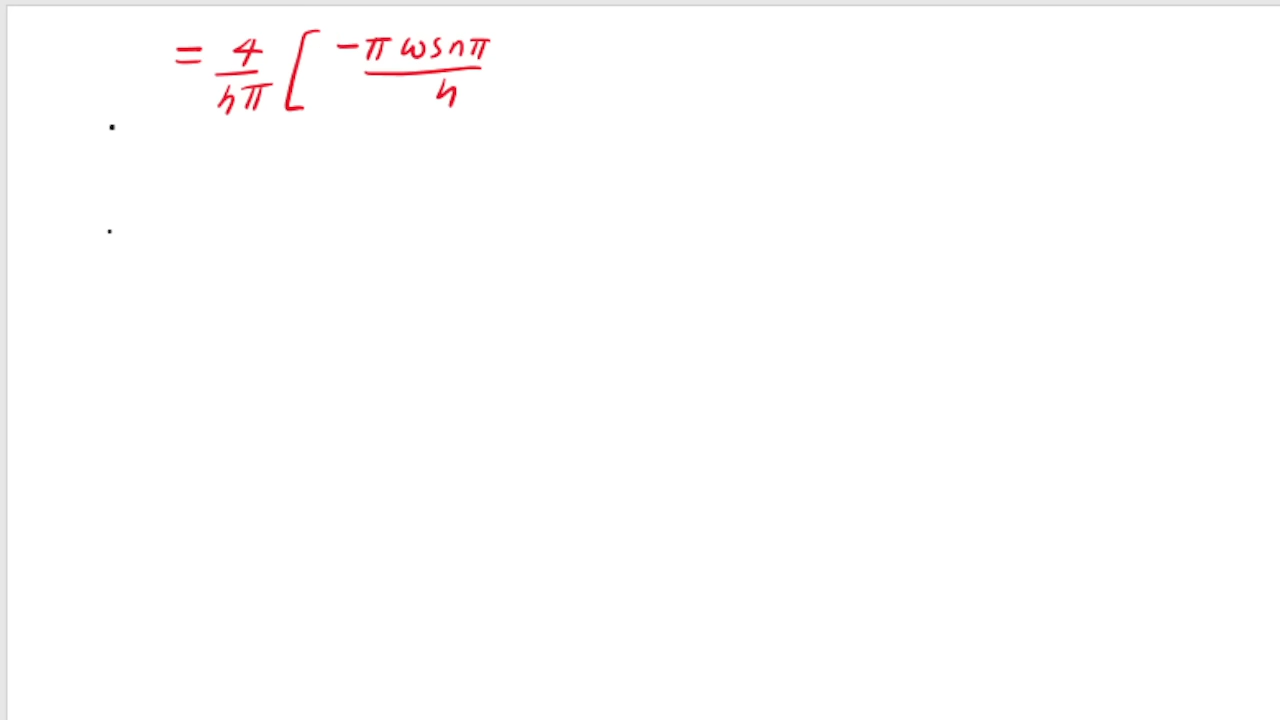 = 4/nπ [ -π cos nπ / n